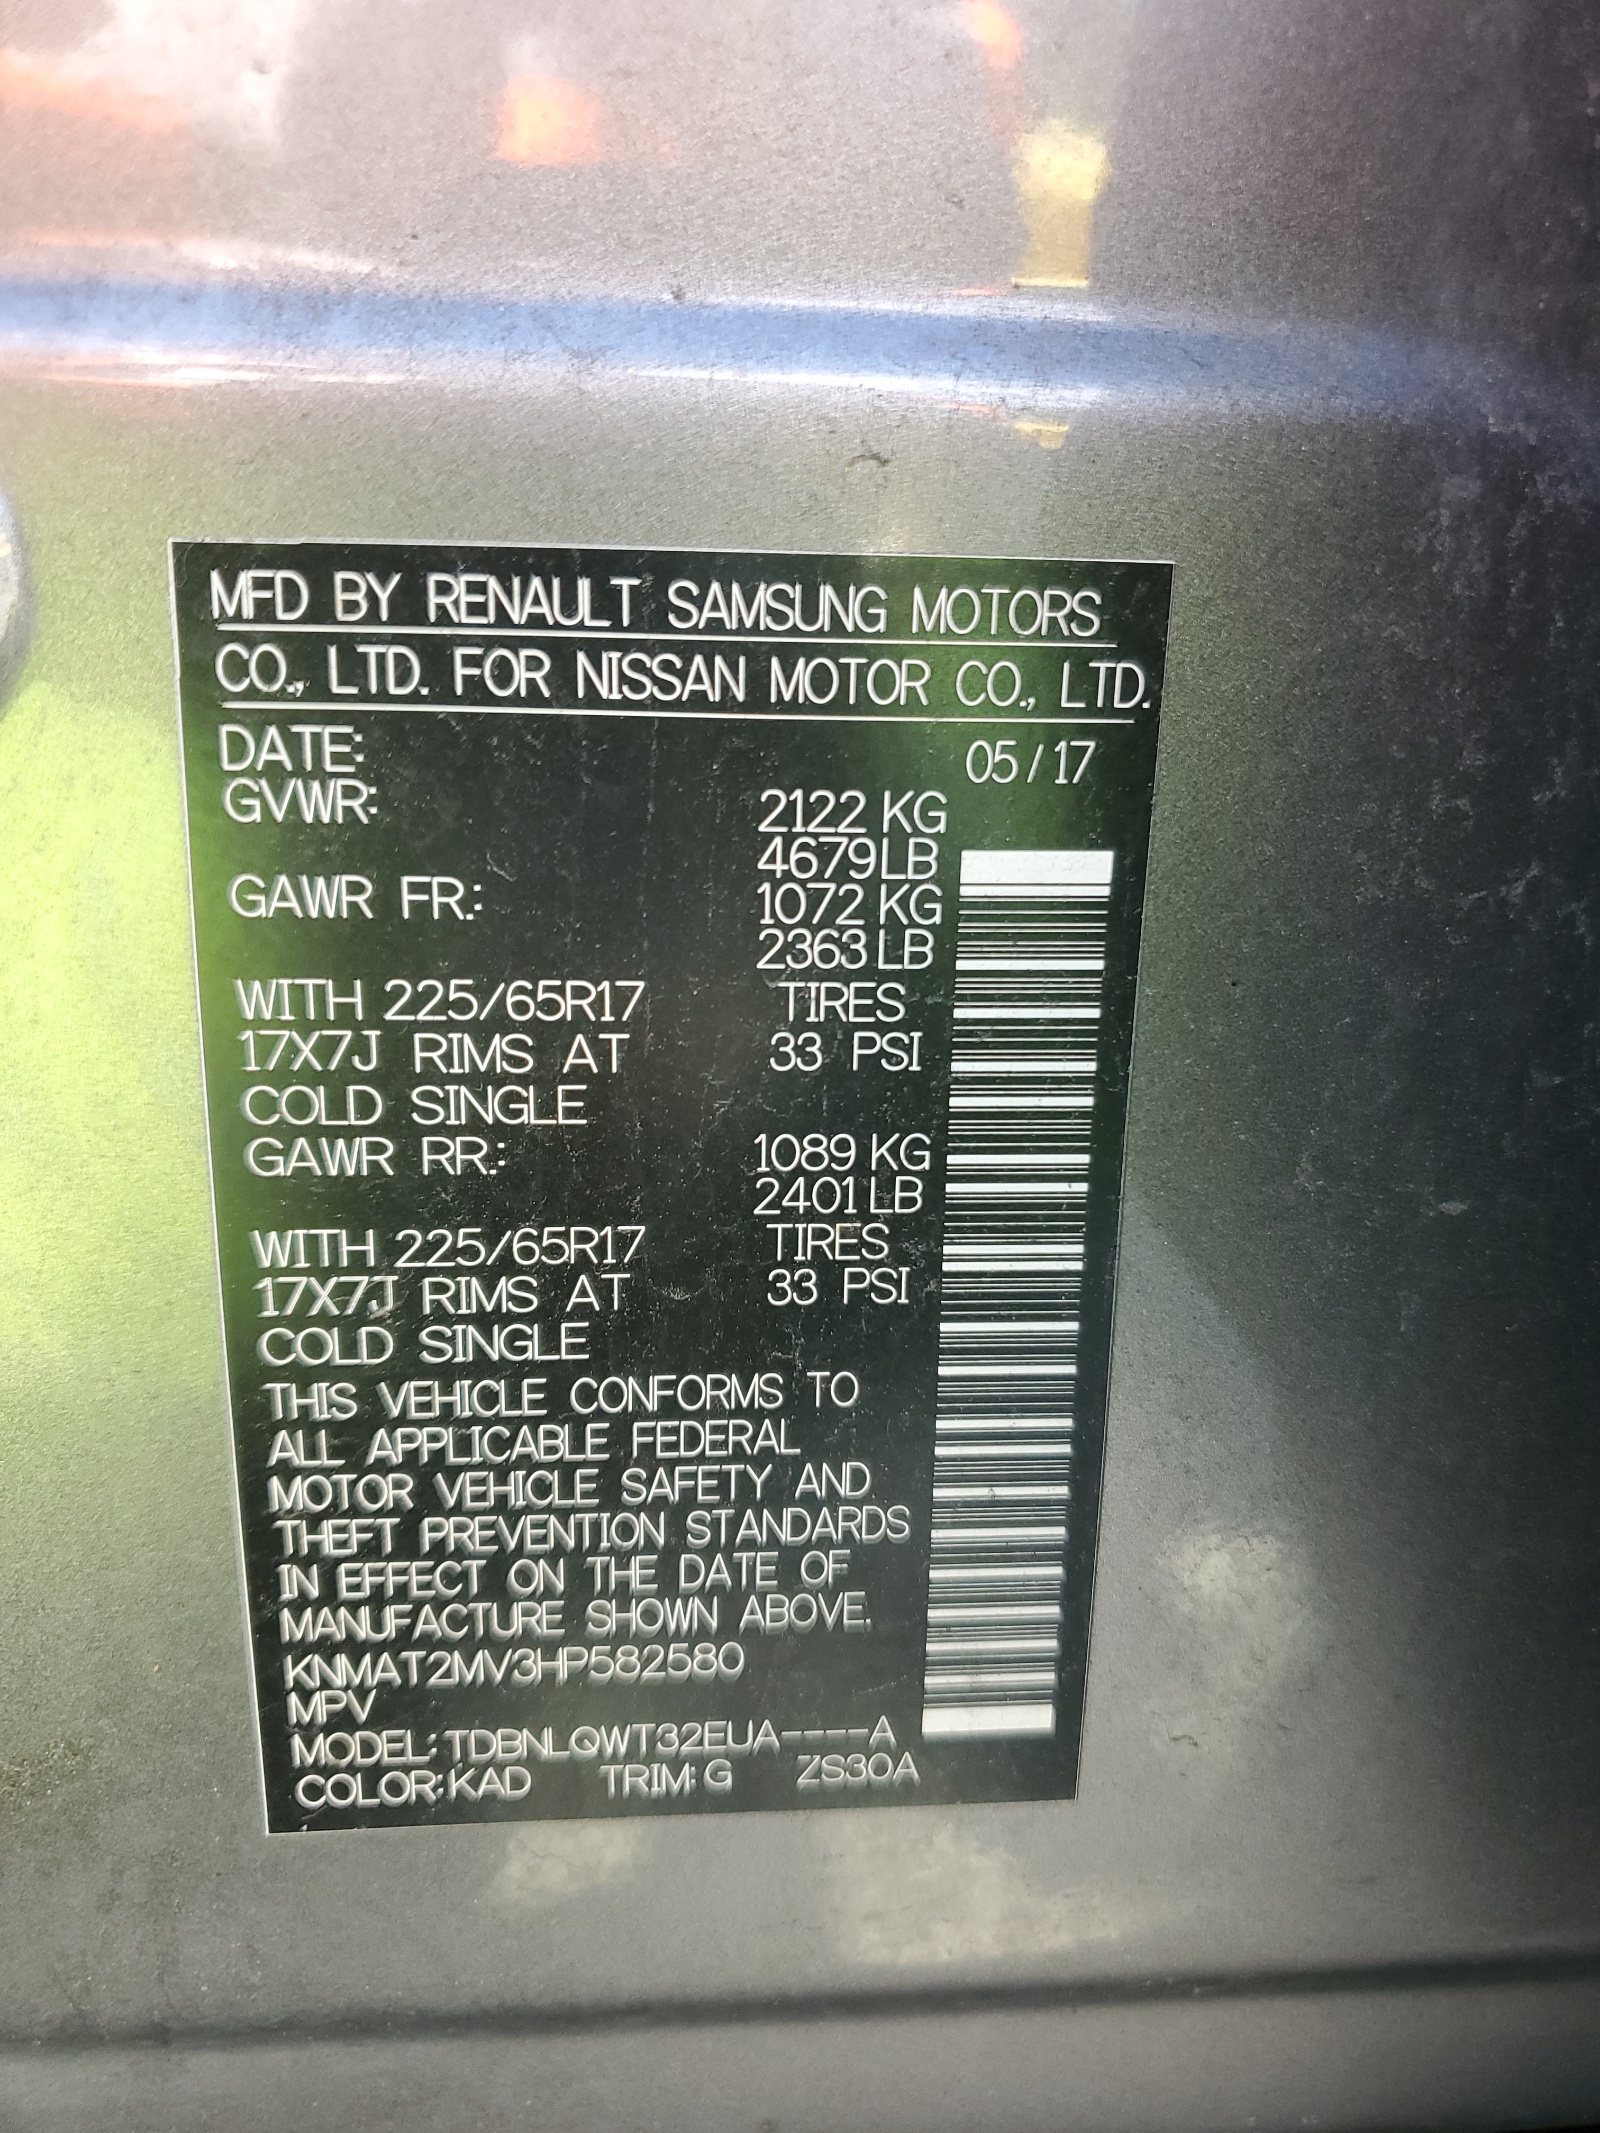 MFD BY RENAULT SAMSUNG MOTORS
CO., LTD. FOR NISSAN MOTOR CO., LTD.
DATE: 05/17
GVWR: 2122 KG
4679 LB
GAWR FR.: 1072 KG
2363 LB
WITH 225/65R17 TIRES
17X7J RIMS AT 33 PSI
COLD SINGLE
GAWR RR.: 1089 KG
2401 LB
WITH 225/65R17 TIRES
17X7J RIMS AT 33 PSI
COLD SINGLE
THIS VEHICLE CONFORMS TO
ALL APPLICABLE FEDERAL
MOTOR VEHICLE SAFETY AND
THEFT PREVENTION STANDARDS
IN EFFECT ON THE DATE OF
MANUFACTURE SHOWN ABOVE.
KNMAT2MV3HP582580
MPV
MODEL: TDBNLQWT32EUA----A
COLOR: KAD TRIM: G ZS30A